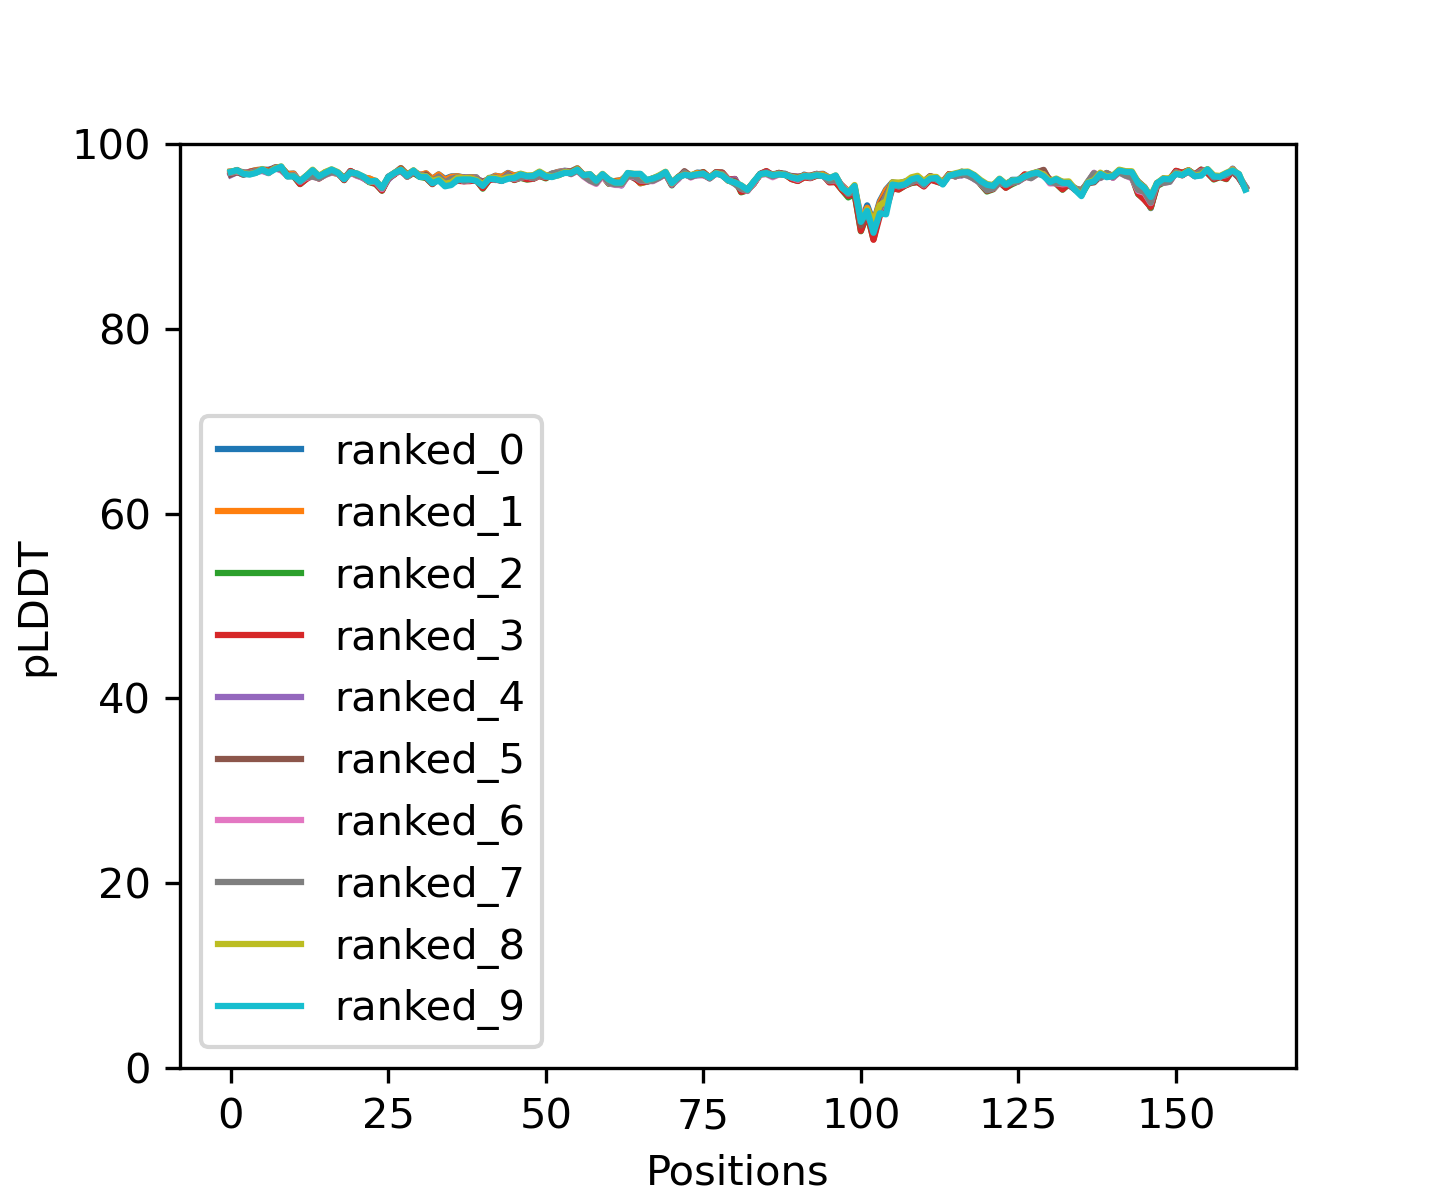 100
80
60
40
20
0
pLDDT
ranked_0
ranked_1
ranked_2
ranked_3
ranked_4
ranked_5
ranked_6
ranked_7
ranked_8
ranked_9
0 25 50 75 100 125 150
Positions